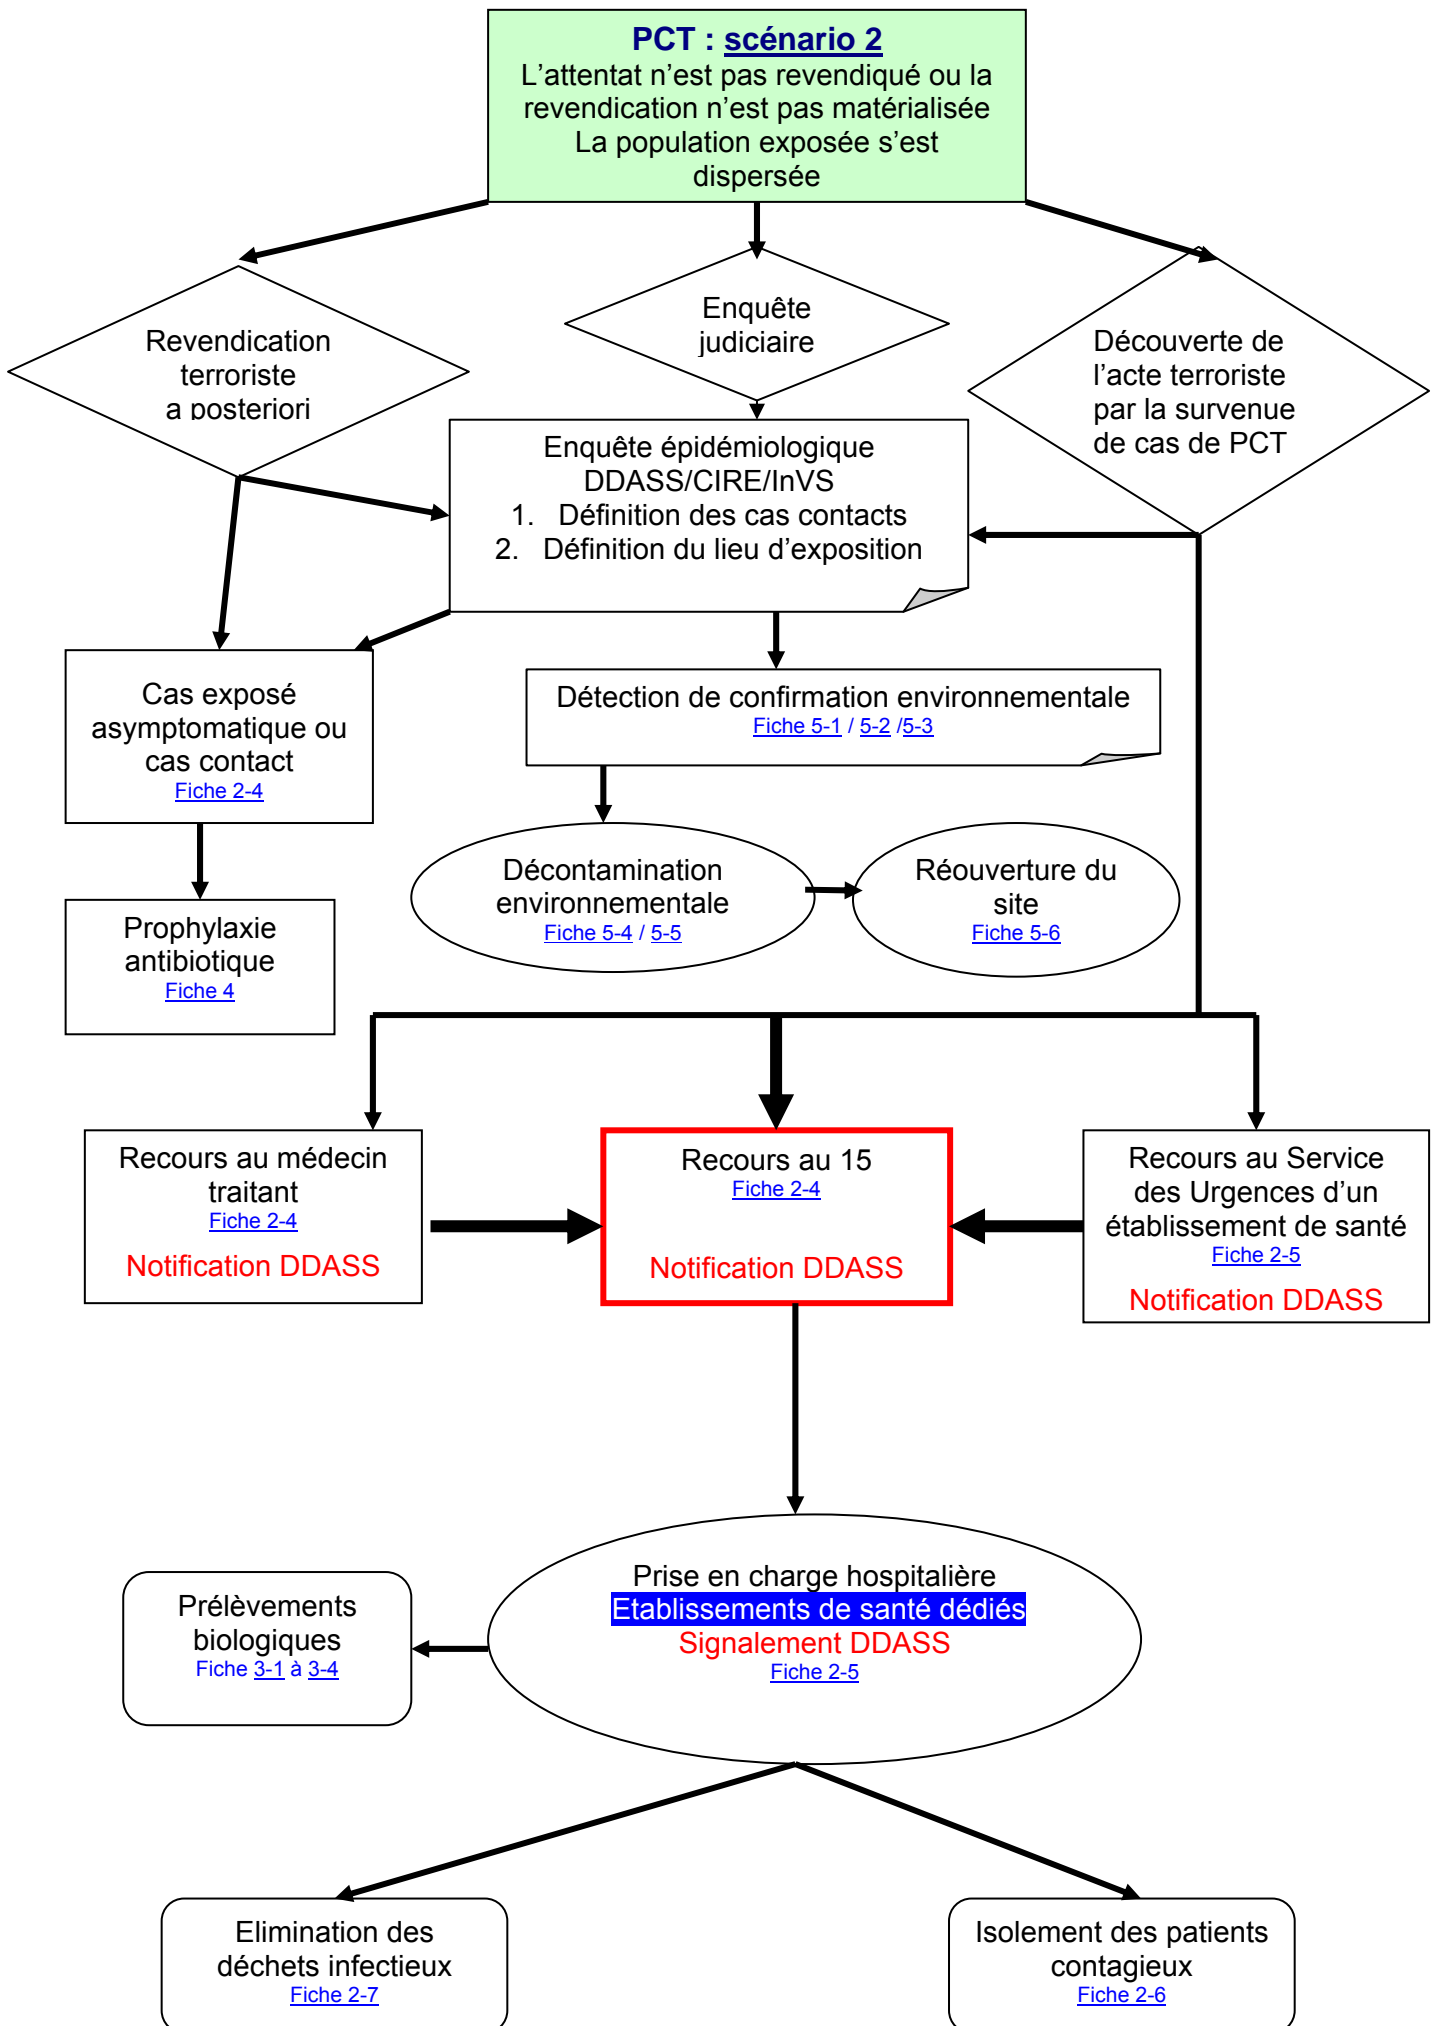 PCT : scénario 2
L’attentat n’est pas revendiqué ou la
revendication n’est pas matérialisée
La population exposée s’est
dispersée
Revendication
terroriste
a posteriori
Enquête
judiciaire
Découverte de
l’acte terroriste
par la survenue
de cas de PCT
Enquête épidémiologique
DDASS/CIRE/InVS
1. Définition des cas contacts
2. Définition du lieu d’exposition
Cas exposé
asymptomatique ou
cas contact
Fiche 2-4
Détection de confirmation environnementale
Fiche 5-1 / 5-2 /5-3
Décontamination
environnementale
Fiche 5-4 / 5-5
Réouverture du
site
Fiche 5-6
Prophylaxie
antibiotique
Fiche 4
Recours au médecin
traitant
Fiche 2-4
Notification DDASS
Recours au 15
Fiche 2-4
Notification DDASS
Recours au Service
des Urgences d’un
établissement de santé
Fiche 2-5
Notification DDASS
Prise en charge hospitalière
Etablissements de santé dédiés
Signalement DDASS
Fiche 2-5
Prélèvements
biologiques
Fiche 3-1 à 3-4
Elimination des
déchets infectieux
Fiche 2-7
Isolement des patients
contagieux
Fiche 2-6